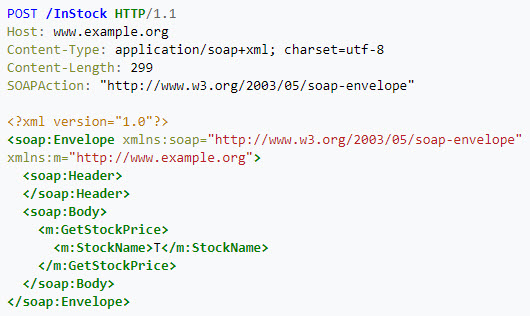 POST /InStock HTTP/1.1
Host: www.example.org
Content-Type: application/soap+xml; charset=utf-8
Content-Length: 299
SOAPAction: "http://www.w3.org/2003/05/soap-envelope"

<?xml version="1.0"?>
<soap:Envelope xmlns:soap="http://www.w3.org/2003/05/soap-envelope"
xmlns:m="http://www.example.org">
  <soap:Header>
  </soap:Header>
  <soap:Body>
    <m:GetStockPrice>
      <m:StockName>T</m:StockName>
    </m:GetStockPrice>
  </soap:Body>
</soap:Envelope>